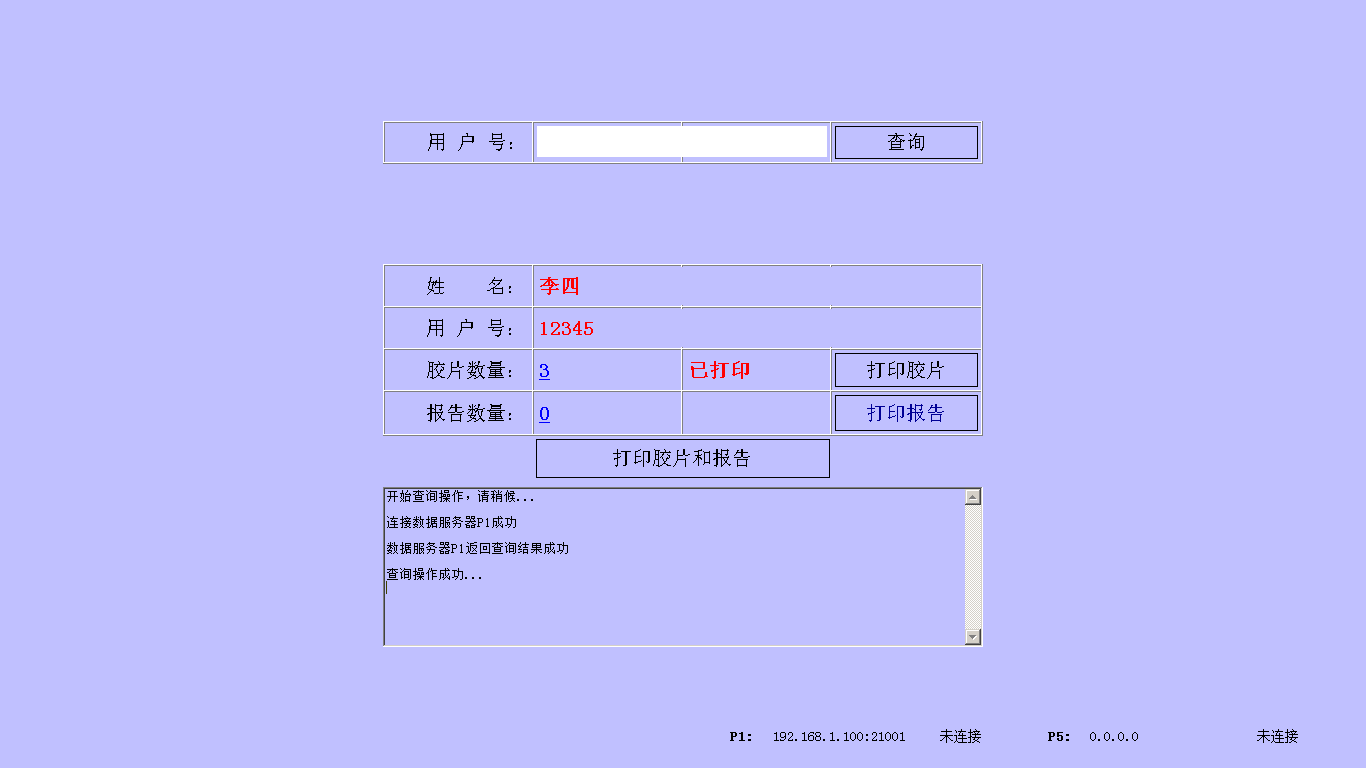 用 户 号： 查询
姓 名： 李四
用 户 号： 12345
胶片数量： 3 已打印 打印胶片
报告数量： 0 打印报告
打印胶片和报告
开始查询操作，请稍候...
连接数据服务器P1成功
数据服务器P1返回查询结果成功
查询操作成功...
P1: 192.168.1.100:21001 未连接 P5: 0.0.0.0 未连接